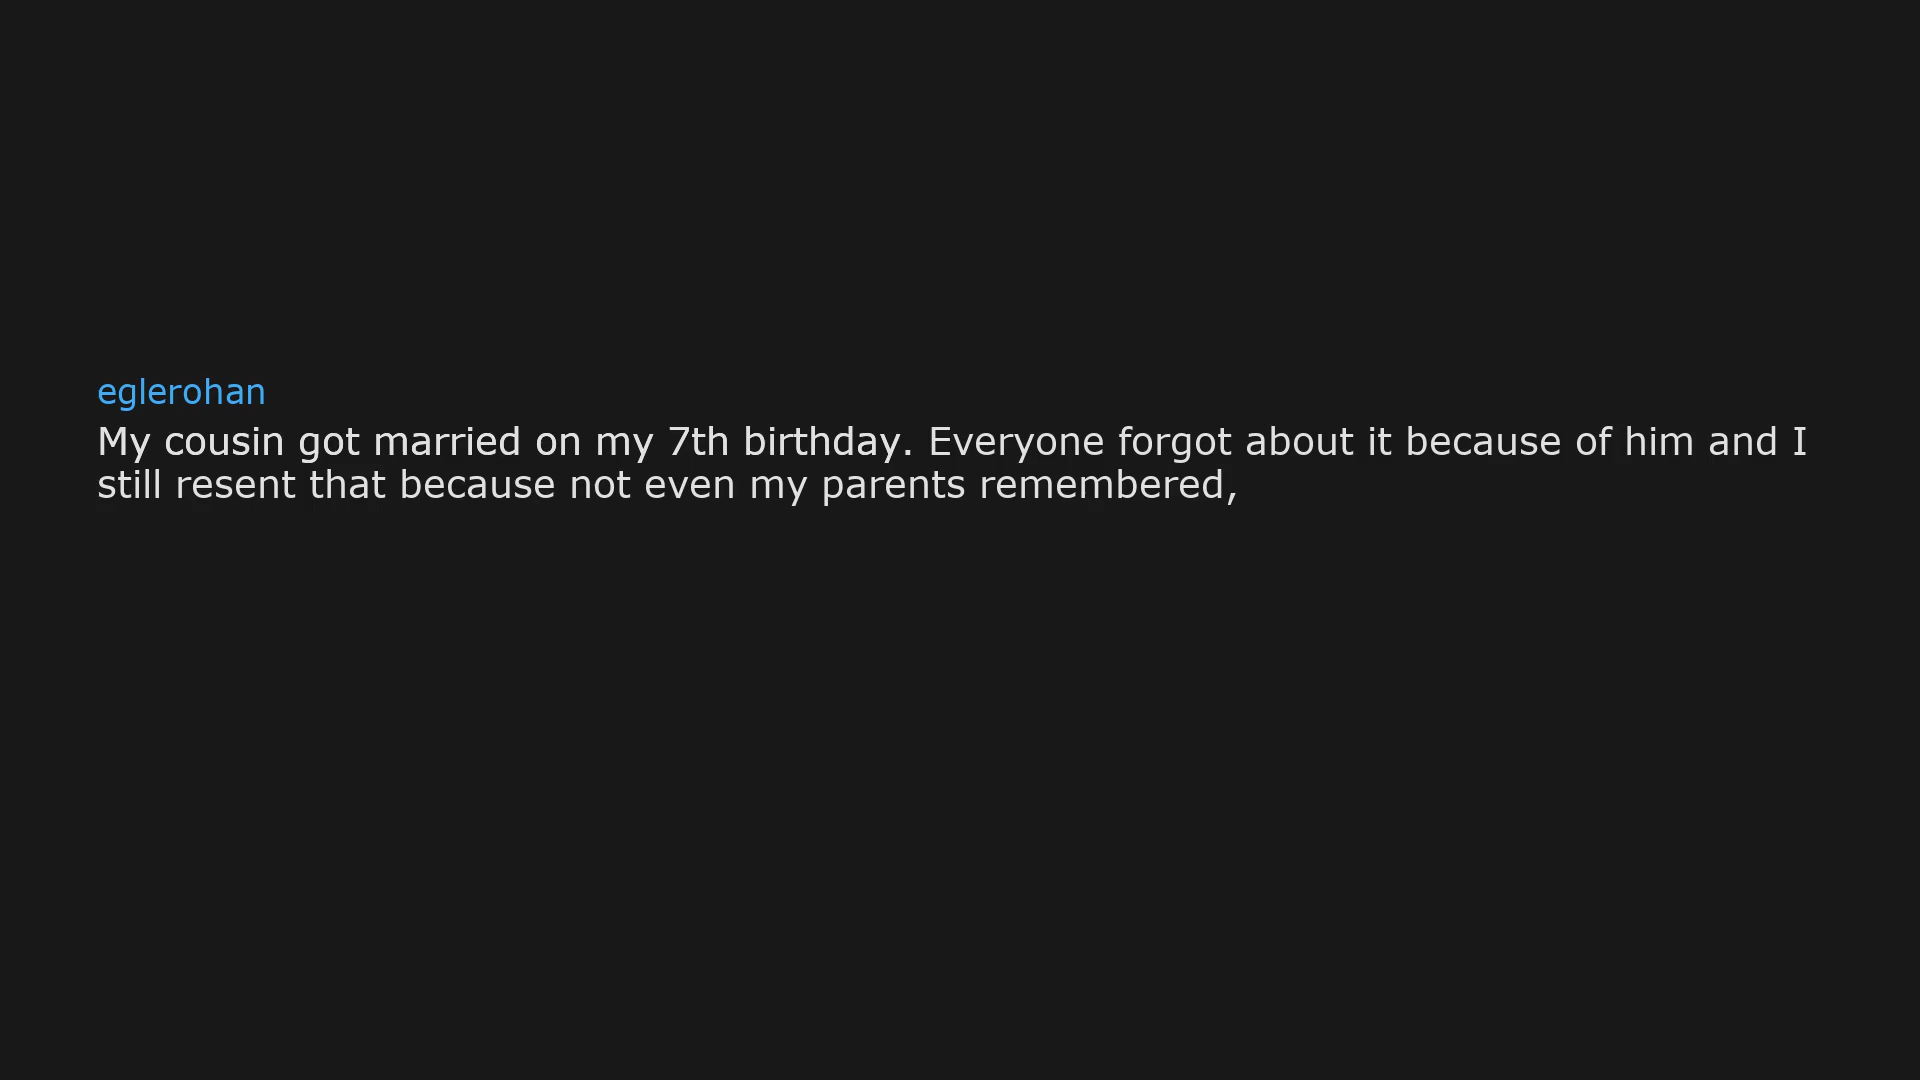 eglerohan
My cousin got married on my 7th birthday. Everyone forgot about it because of him and I
still resent that because not even my parents remembered,